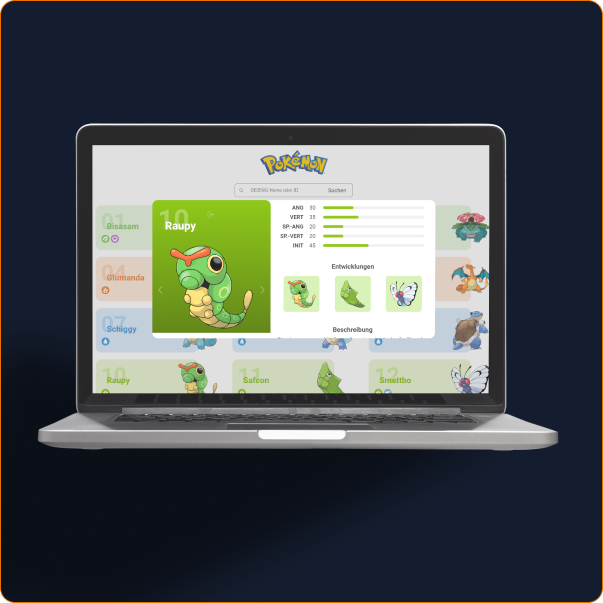 POKéMON
DE/ENG Name oder ID
Suchen
01
Bisasam
04
Glumanda
07
Schiggy
10
Raupy
ANG 30
VERT 35
SP.-ANG 20
SP.-VERT 20
INIT 45
Entwicklungen
Beschreibung
10
Raupy
11
Safcon
12
Smettbo